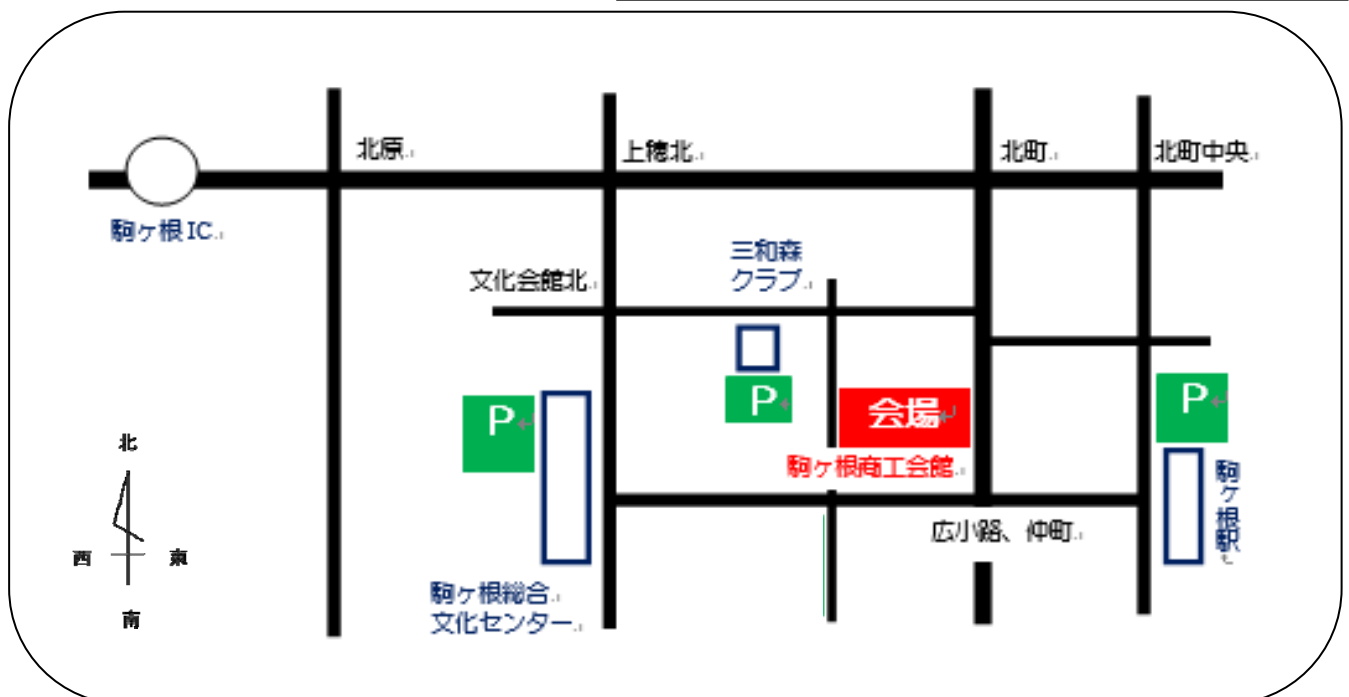 北原
上穂北
北町
北町中央
駒ヶ根IC
三和森
クラブ
文化会館北
P
P
P
会場
駒ヶ根商工会館
北
西
東
南
広小路、仲町
駒ヶ根駅
駒ヶ根総合
文化センター